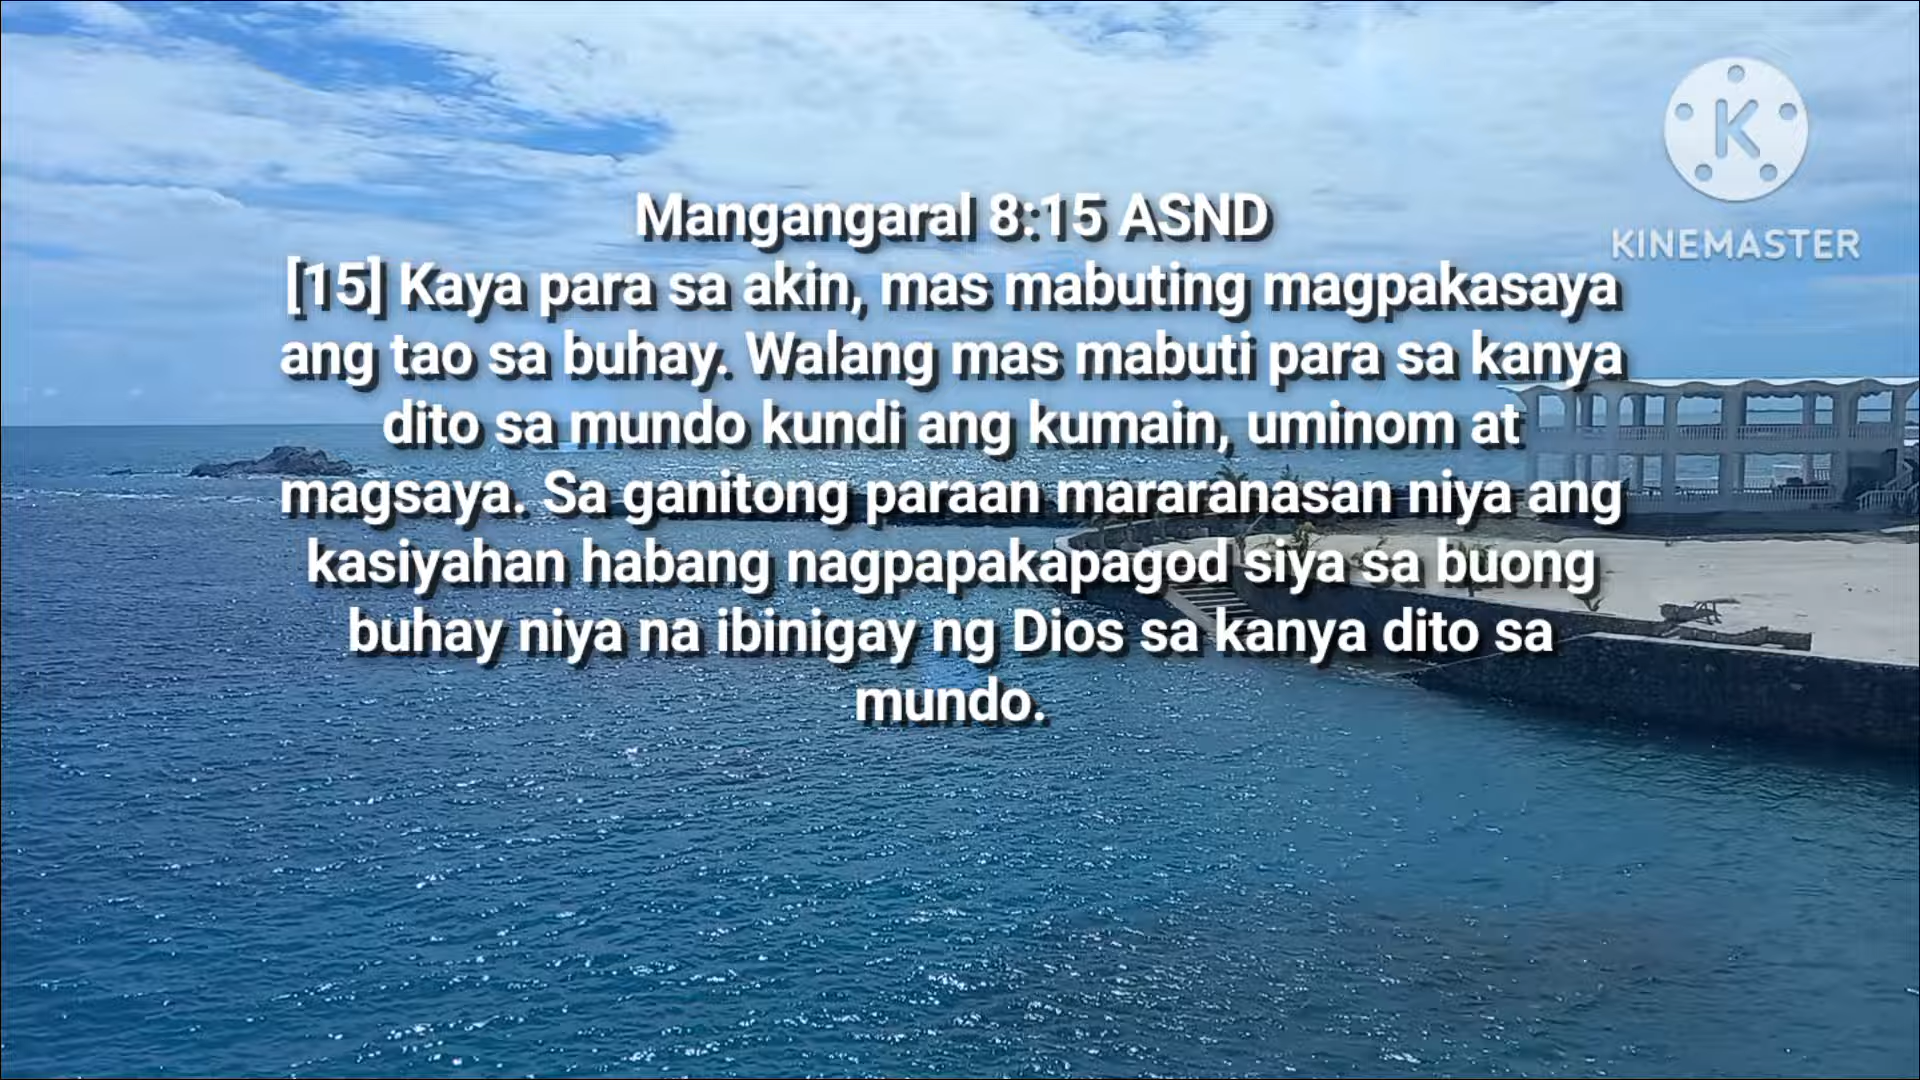 Mangangaral 8:15 ASND
[15] Kaya para sa akin, mas mabuting magpakasaya
ang tao sa buhay. Walang mas mabuti para sa kanya
dito sa mundo kundi ang kumain, uminom at
magsaya. Sa ganitong paraan mararanasan niya ang
kasiyahan habang nagpapakapagod siya sa buong
buhay niya na ibinigay ng Dios sa kanya dito sa
mundo.
K
KINEMASTER